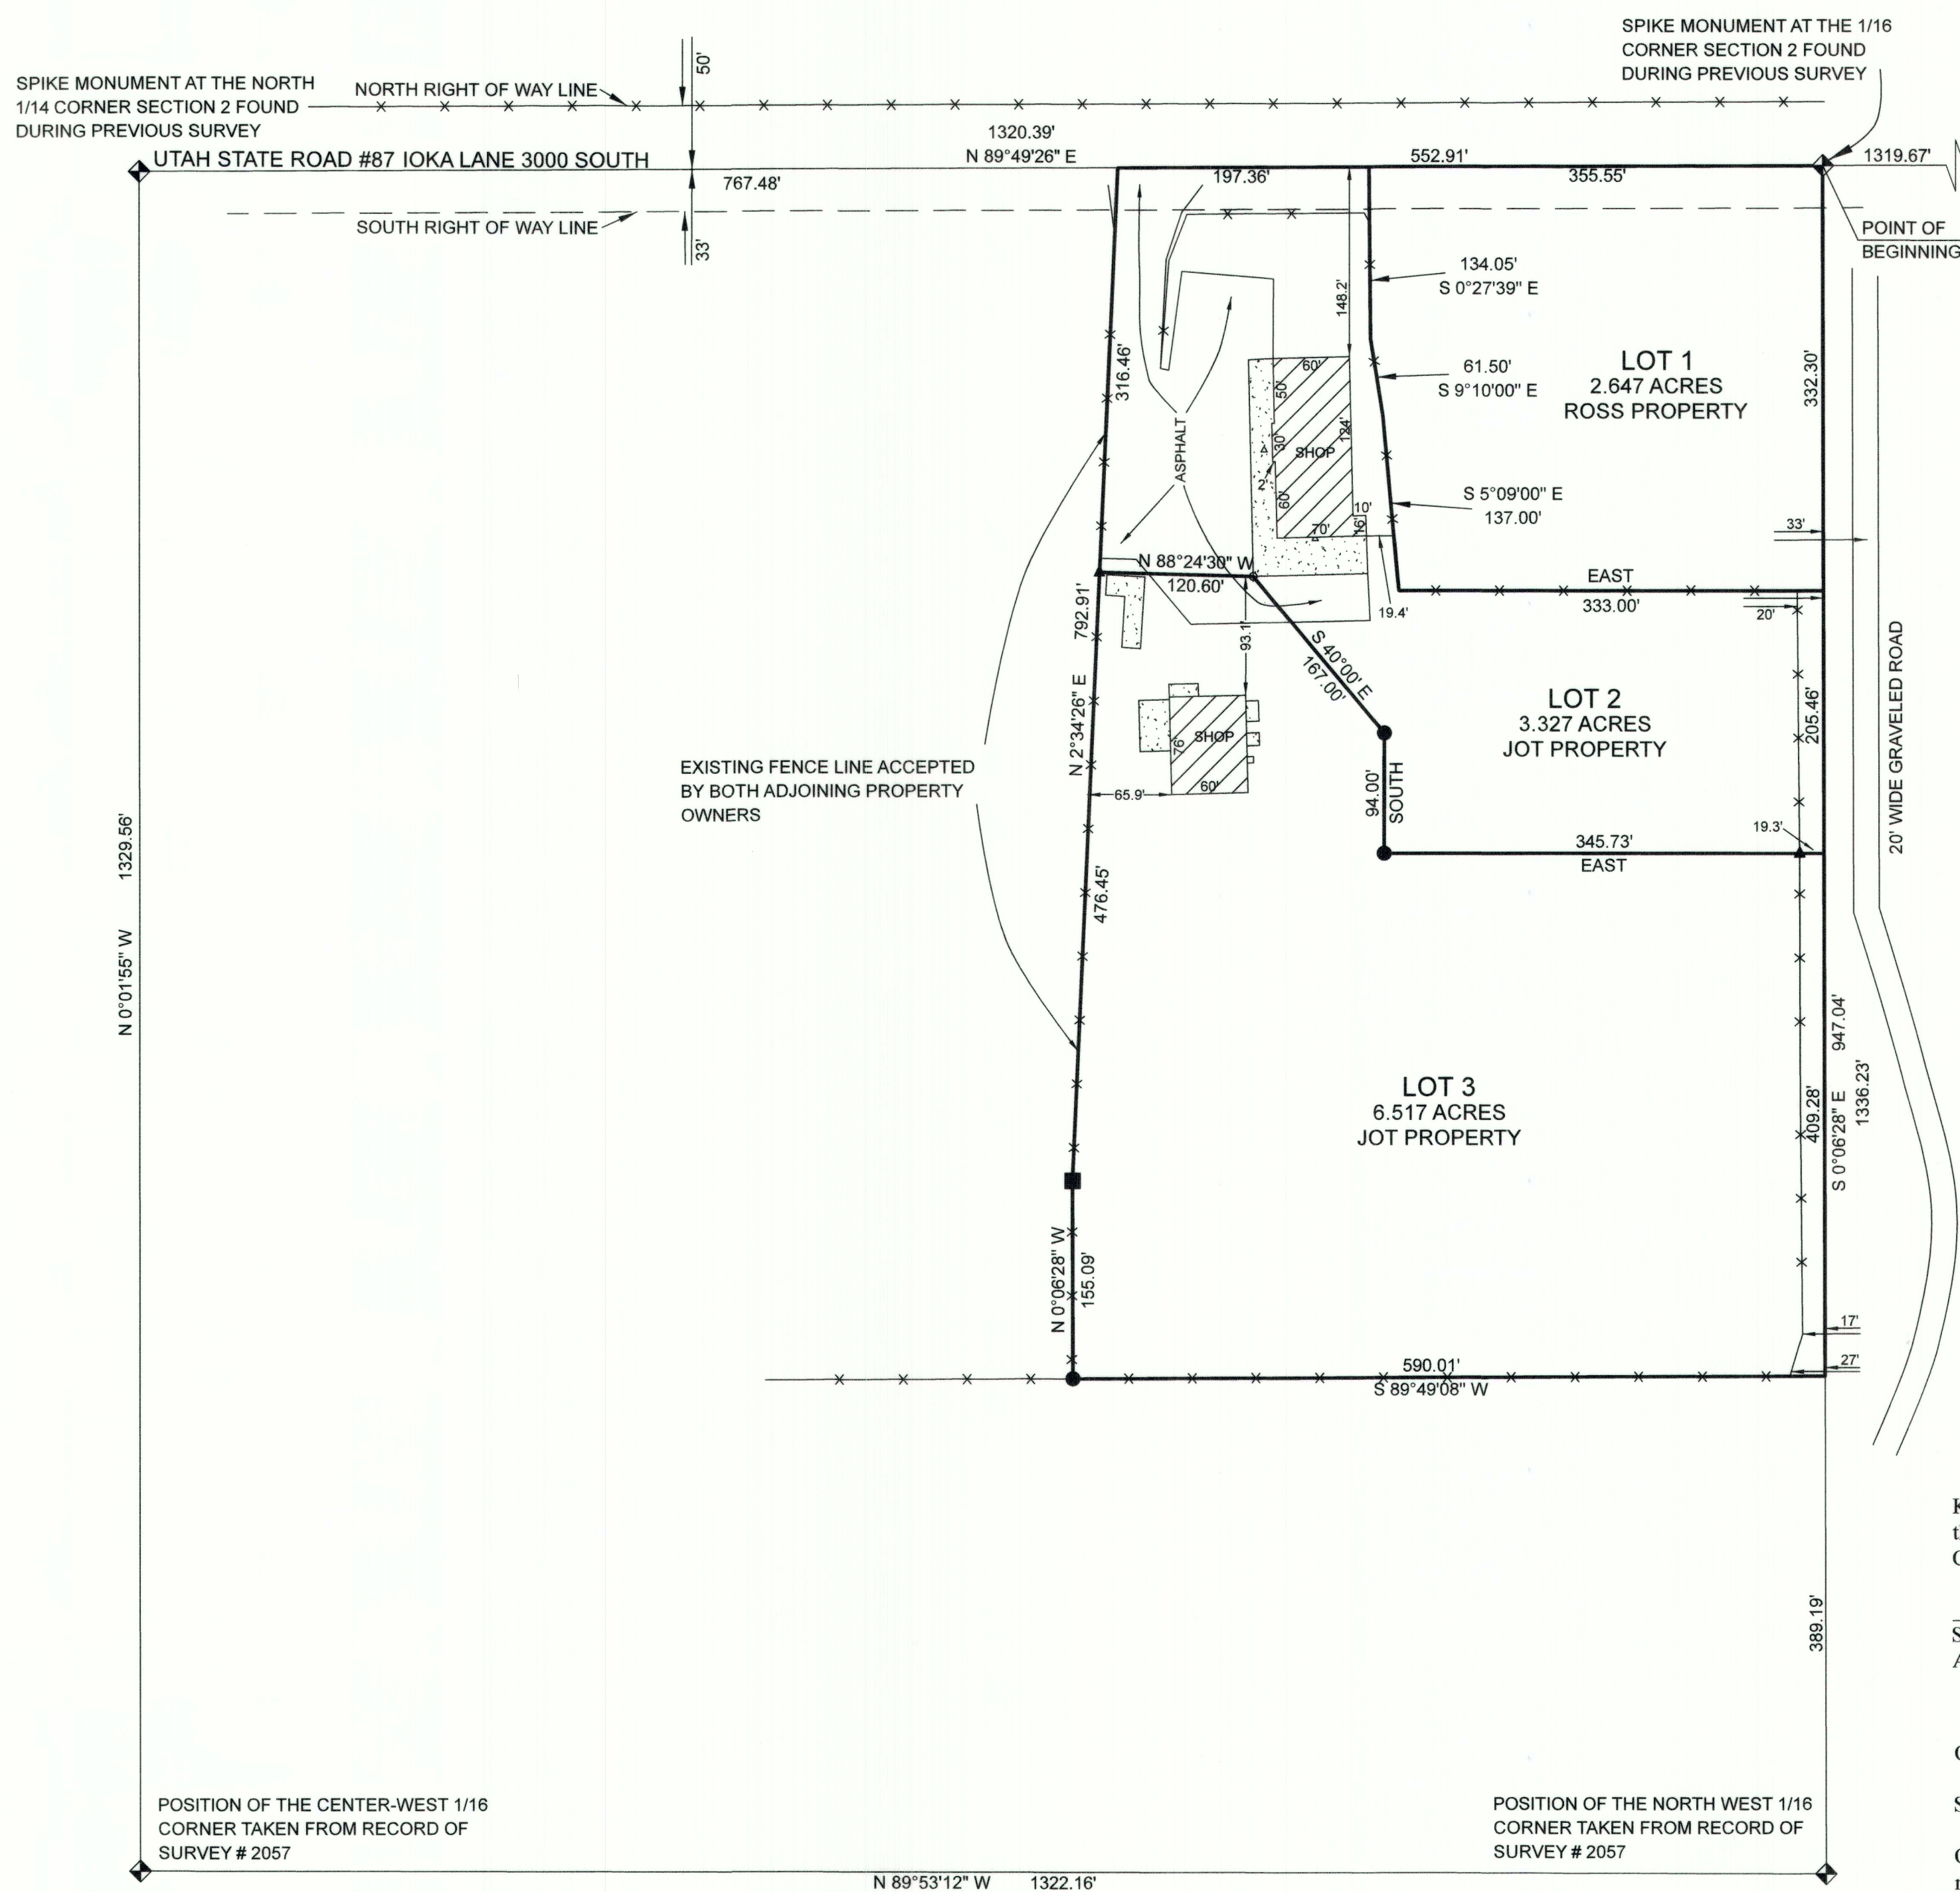 SPIKE MONUMENT AT THE 1/16
CORNER SECTION 2 FOUND
DURING PREVIOUS SURVEY
SPIKE MONUMENT AT THE NORTH
1/14 CORNER SECTION 2 FOUND
DURING PREVIOUS SURVEY
NORTH RIGHT OF WAY LINE
50'
1320.39'
N 89°49'26" E
UTAH STATE ROAD #87 IOKA LANE 3000 SOUTH
767.48'
552.91'
197.36'
355.55'
1319.67'
SOUTH RIGHT OF WAY LINE
33'
POINT OF
BEGINNING
134.05'
S 0°27'39" E
148.2'
61.50'
S 9°10'00" E
LOT 1
2.647 ACRES
ROSS PROPERTY
332.30'
316.46'
60'
50'
124'
30'
SHOP
ASPHALT
2'
60'
10'
16'
70'
S 5°09'00" E
137.00'
33'
N 88°24'30" W
120.60'
EAST
333.00'
20'
19.4'
792.91'
N 2°34'26" E
93.1'
S 40°00' E
167.00'
LOT 2
3.327 ACRES
JOT PROPERTY
205.46'
20' WIDE GRAVELED ROAD
SHOP
76'
60'
65.9'
EXISTING FENCE LINE ACCEPTED
BY BOTH ADJOINING PROPERTY
OWNERS
94.00'
SOUTH
19.3'
345.73'
EAST
1329.56'
N 0°01'55" W
476.45'
947.04'
S 0°06'28" E
1336.23'
409.28'
LOT 3
6.517 ACRES
JOT PROPERTY
N 0°06'28" W
155.09'
17'
27'
590.01'
S 89°49'08" W
389.19'
POSITION OF THE CENTER-WEST 1/16
CORNER TAKEN FROM RECORD OF
SURVEY # 2057
POSITION OF THE NORTH WEST 1/16
CORNER TAKEN FROM RECORD OF
SURVEY # 2057
N 89°53'12" W 1322.16'